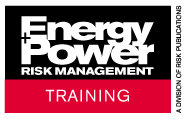 Energy
+Power
RISK MANAGEMENT
TRAINING
A DIVISION OF RISK PUBLICATIONS